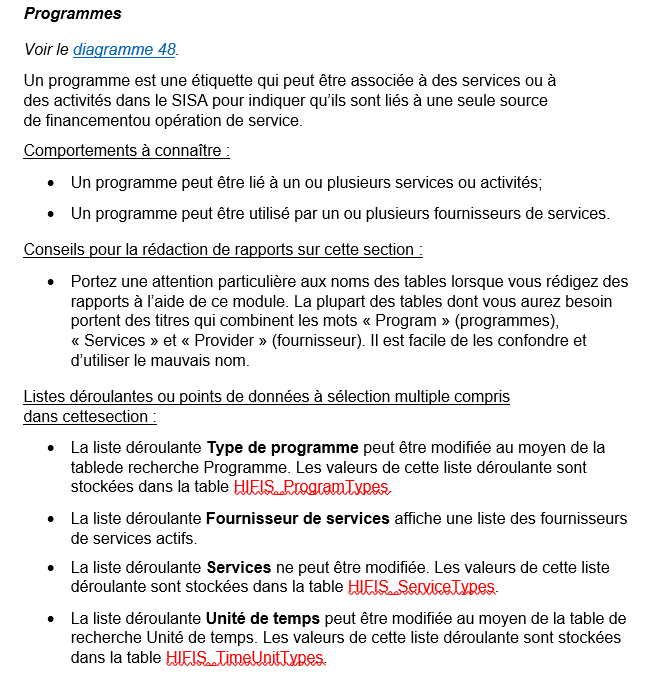 Programmes
Voir le diagramme 48.
Un programme est une étiquette qui peut être associée à des services ou à
des activités dans le SISA pour indiquer qu’ils sont liés à une seule source
de financementou opération de service.
Comportements à connaître :
• Un programme peut être lié à un ou plusieurs services ou activités;
• Un programme peut être utilisé par un ou plusieurs fournisseurs de services.
Conseils pour la rédaction de rapports sur cette section :
• Portez une attention particulière aux noms des tables lorsque vous rédigez des
rapports à l’aide de ce module. La plupart des tables dont vous aurez besoin
portent des titres qui combinent les mots « Program » (programmes),
« Services » et « Provider » (fournisseur). Il est facile de les confondre et
d’utiliser le mauvais nom.
Listes déroulantes ou points de données à sélection multiple compris
dans cettesection :
• La liste déroulante Type de programme peut être modifiée au moyen de la
tablede recherche Programme. Les valeurs de cette liste déroulante sont
stockées dans la table HIFIS_ProgramTypes.
• La liste déroulante Fournisseur de services affiche une liste des fournisseurs
de services actifs.
• La liste déroulante Services ne peut être modifiée. Les valeurs de cette liste
déroulante sont stockées dans la table HIFIS_ServiceTypes.
• La liste déroulante Unité de temps peut être modifiée au moyen de la table de
recherche Unité de temps. Les valeurs de cette liste déroulante sont stockées
dans la table HIFIS_TimeUnitTypes.